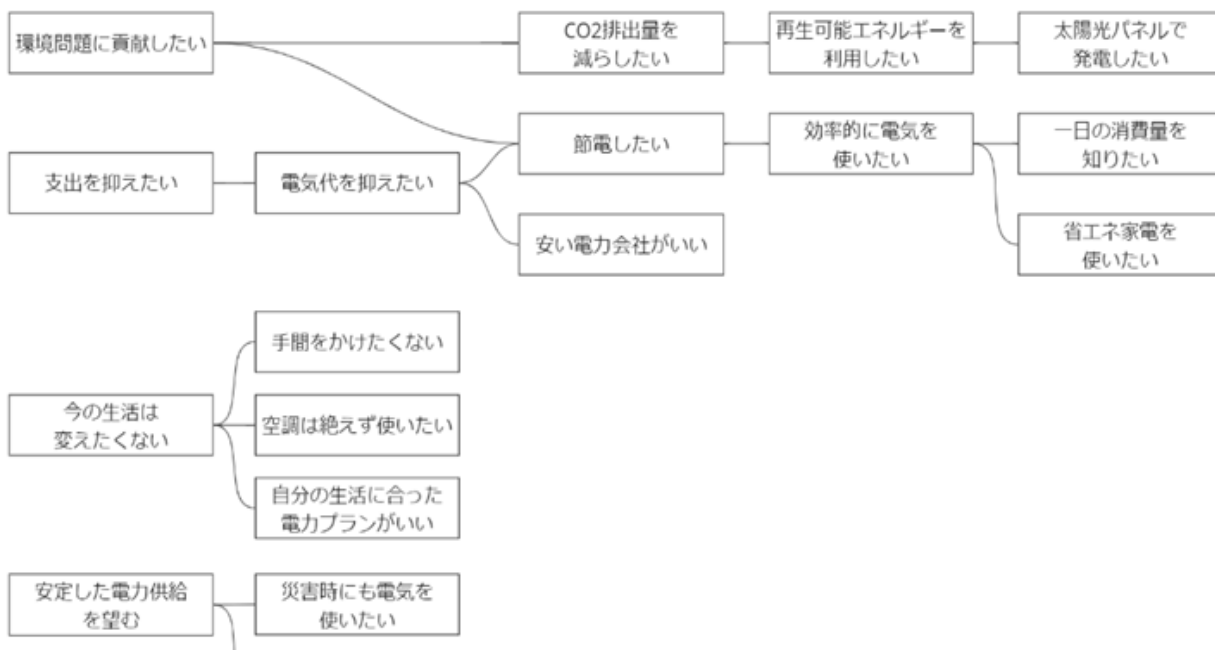 環境問題に貢献したい
CO2排出量を
減らしたい
再生可能エネルギーを
利用したい
太陽光パネルで
発電したい
節電したい
効率的に電気を
使いたい
一日の消費量を
知りたい
支出を抑えたい
電気代を抑えたい
安い電力会社がいい
省エネ家電を
使いたい
手間をかけたくない
今の生活は
変えたくない
空調は絶えず使いたい
自分の生活に合った
電力プランがいい
安定した電力供給
を望む
災害時にも電気を
使いたい